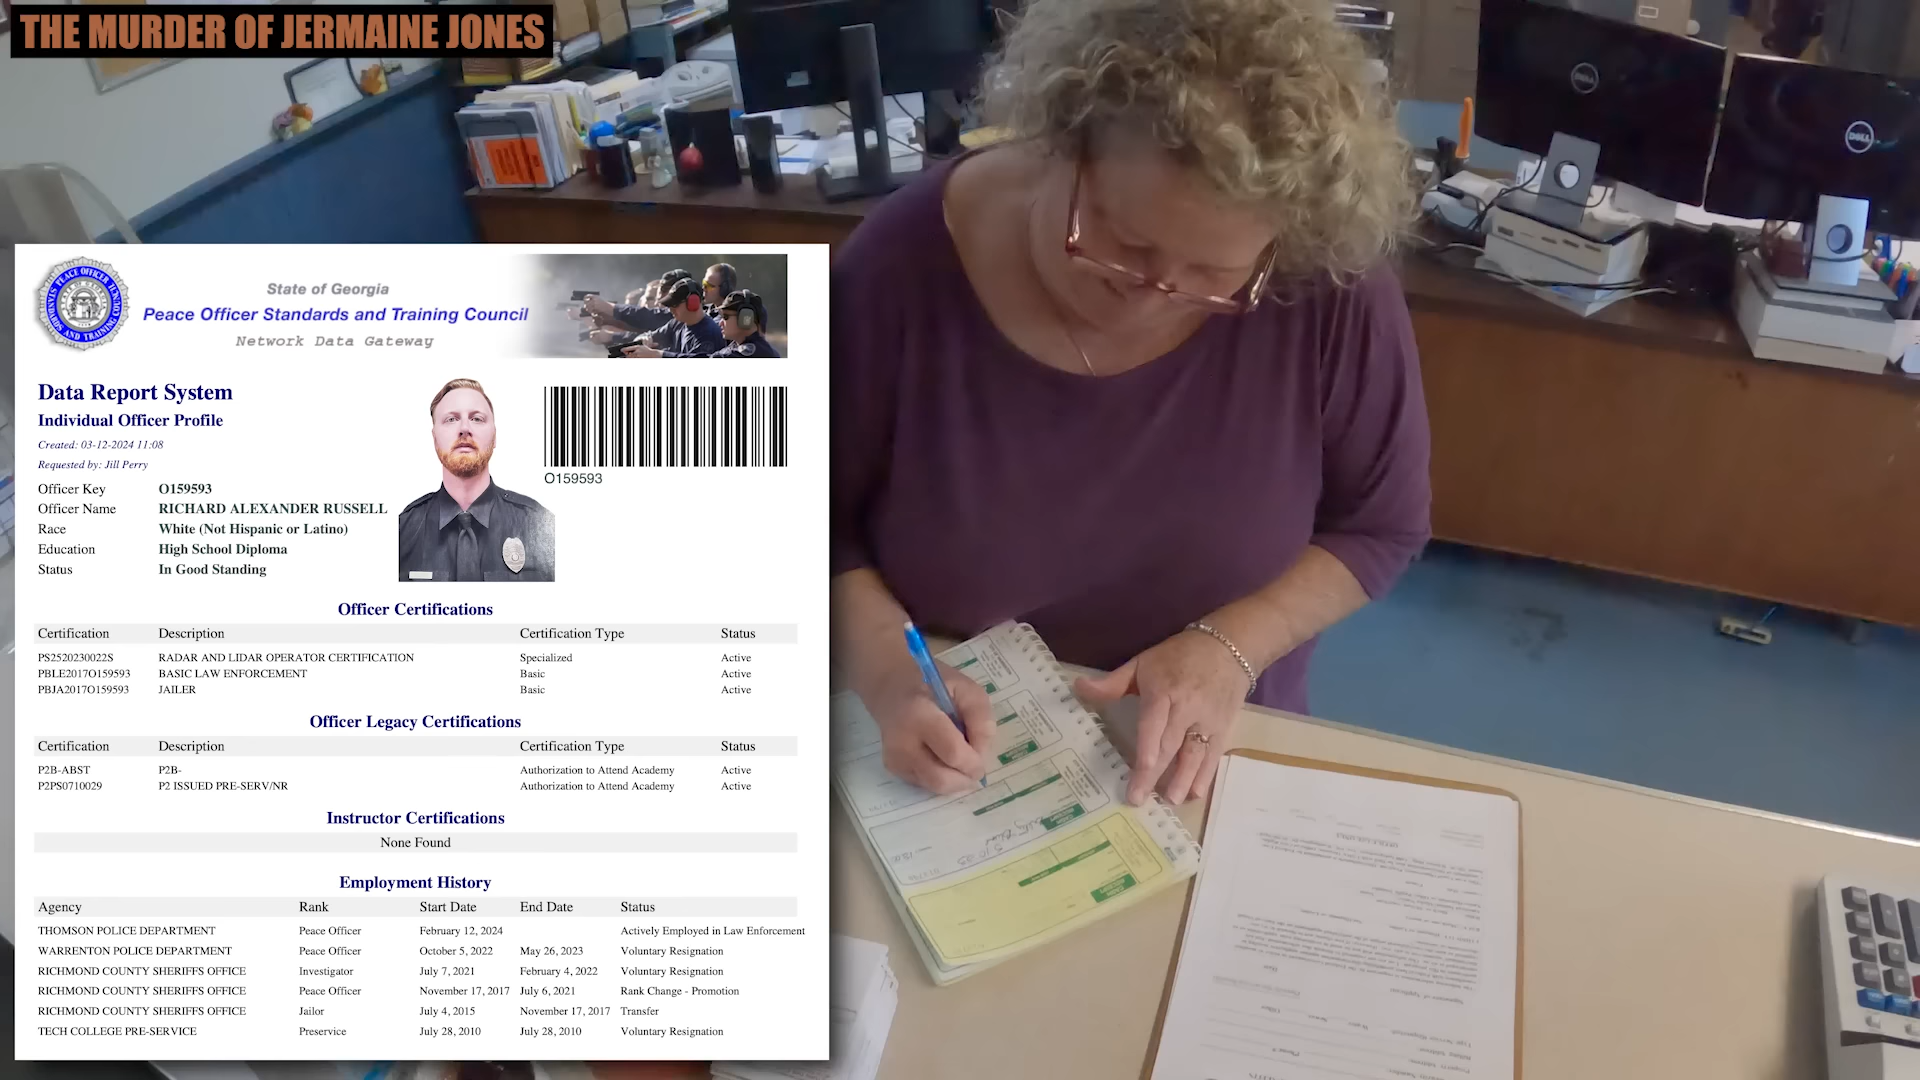 THE MURDER OF JERMAINE JONES
State of Georgia
Peace Officer Standards and Training Council
Network Data Gateway
Data Report System
Individual Officer Profile
Created: 03-12-2024 11:08
Requested by: Jill Perry
O159593
Officer Key O159593
Officer Name RICHARD ALEXANDER RUSSELL
Race White (Not Hispanic or Latino)
Education High School Diploma
Status In Good Standing
Officer Certifications
Certification Description Certification Type Status
PS2520230022S RADAR AND LIDAR OPERATOR CERTIFICATION Specialized Active
PBLE2017O159593 BASIC LAW ENFORCEMENT Basic Active
PBJA2017O159593 JAILER Basic Active
Officer Legacy Certifications
Certification Description Certification Type Status
P2B-ABST P2B- Authorization to Attend Academy Active
P2PS0710029 P2 ISSUED PRE-SERV/NR Authorization to Attend Academy Active
Instructor Certifications
None Found
Employment History
Agency Rank Start Date End Date Status
THOMSON POLICE DEPARTMENT Peace Officer February 12, 2024 Actively Employed in Law Enforcement
WARRENTON POLICE DEPARTMENT Peace Officer October 5, 2022 May 26, 2023 Voluntary Resignation
RICHMOND COUNTY SHERIFFS OFFICE Investigator July 7, 2021 February 4, 2022 Voluntary Resignation
RICHMOND COUNTY SHERIFFS OFFICE Peace Officer November 17, 2017 July 6, 2021 Rank Change - Promotion
RICHMOND COUNTY SHERIFFS OFFICE Jailor July 4, 2015 November 17, 2017 Transfer
TECH COLLEGE PRE-SERVICE Preservice July 28, 2010 July 28, 2010 Voluntary Resignation
DELL
DELL